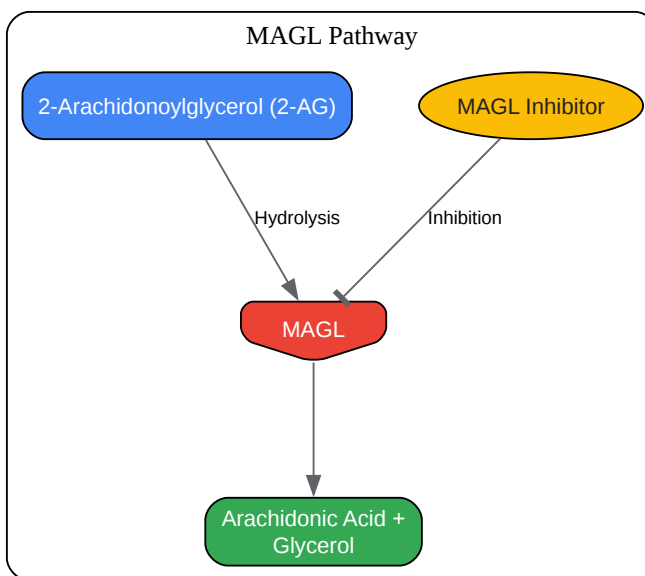 MAGL Pathway
2-Arachidonoylglycerol (2-AG)
MAGL Inhibitor
Hydrolysis
Inhibition
MAGL
Arachidonic Acid +
Glycerol